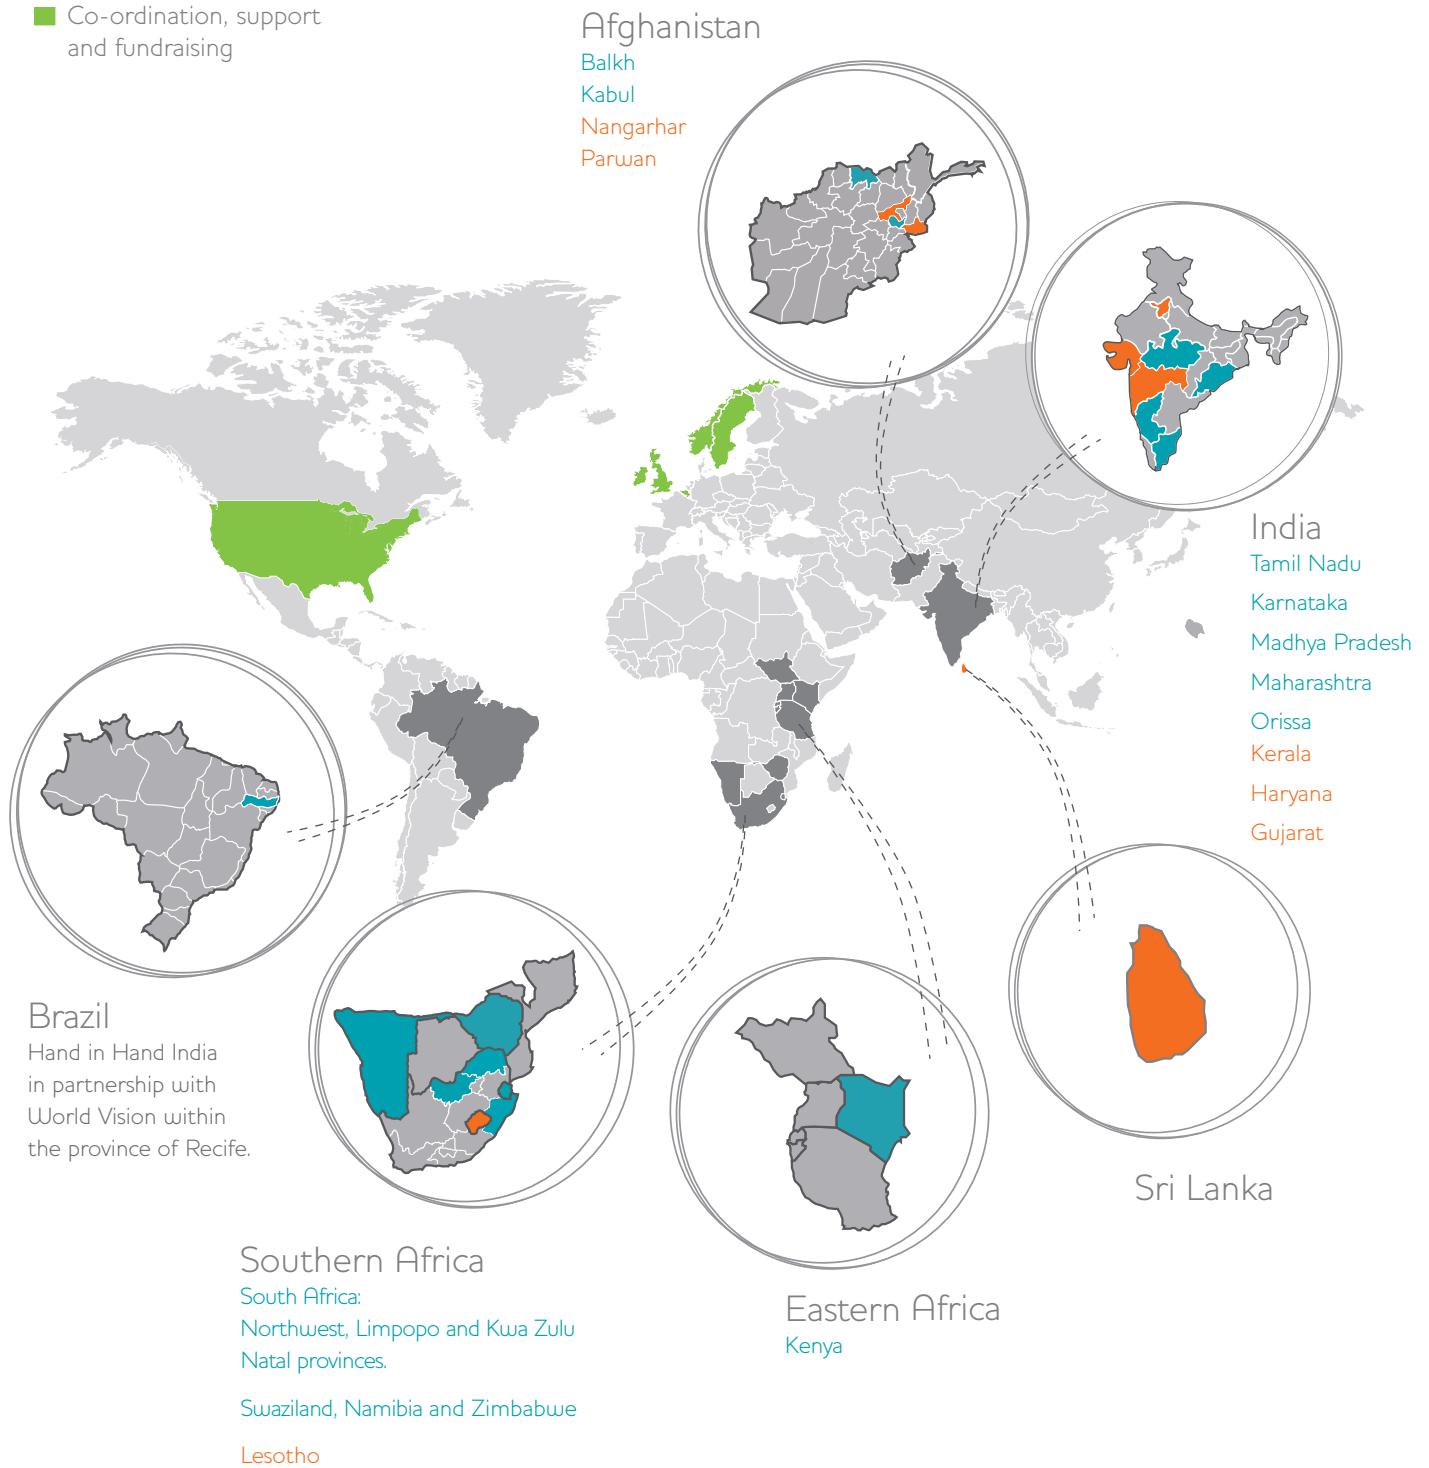 Co-ordination, support
and fundraising
Afghanistan
Balkh
Kabul
Nangarhar
Parwan
India
Tamil Nadu
Karnataka
Madhya Pradesh
Maharashtra
Orissa
Kerala
Haryana
Gujarat
Brazil
Hand in Hand India
in partnership with
World Vision within
the province of Recife.
Sri Lanka
Southern Africa
South Africa:
Northwest, Limpopo and Kwa Zulu
Natal provinces.
Swaziland, Namibia and Zimbabwe
Lesotho
Eastern Africa
Kenya